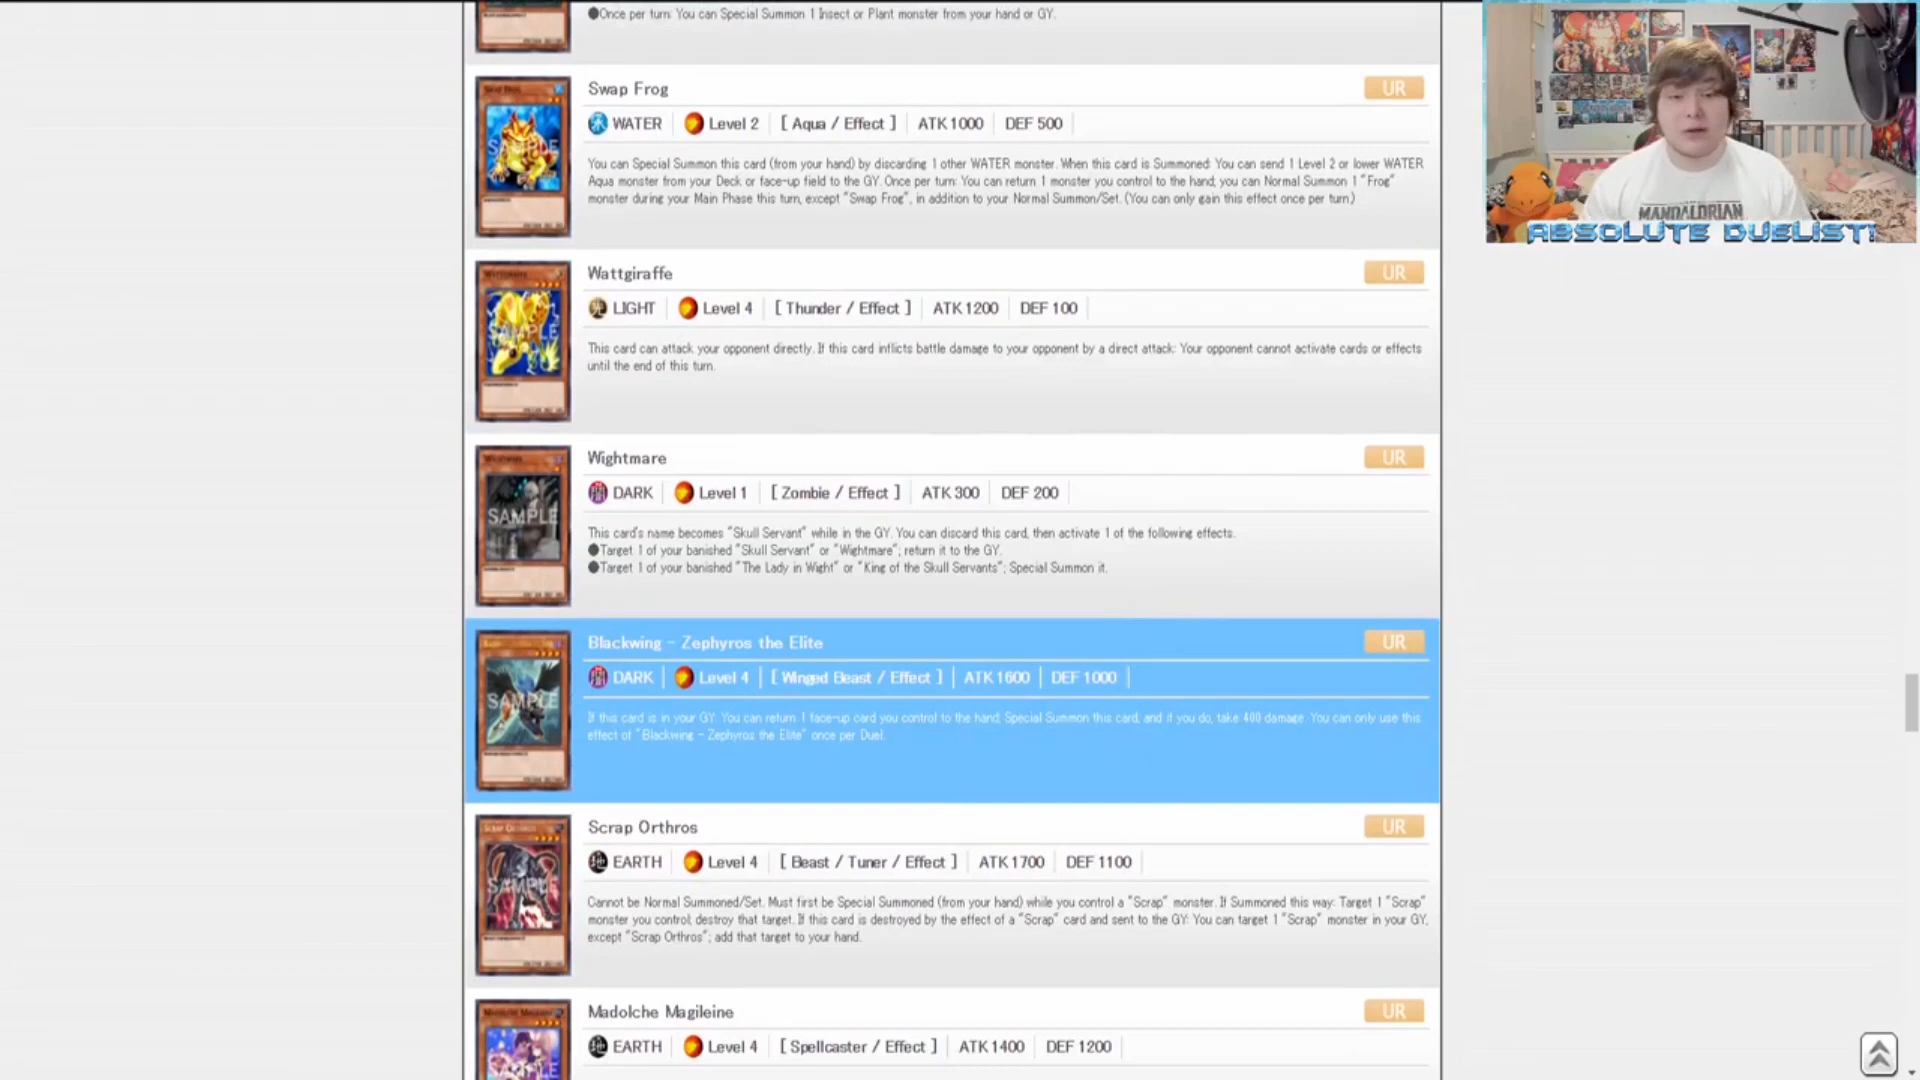 ●Once per turn: You can Special Summon 1 Insect or Plant monster from your hand or GY.
Swap Frog
UR
WATER Level 2 [ Aqua / Effect ] ATK 1000 DEF 500
You can Special Summon this card (from your hand) by discarding 1 other WATER monster. When this card is Summoned: You can send 1 Level 2 or lower WATER
Aqua monster from your Deck or face-up field to the GY. Once per turn: You can return 1 monster you control to the hand; you can Normal Summon 1 "Frog"
monster during your Main Phase this turn, except "Swap Frog", in addition to your Normal Summon/Set. (You can only gain this effect once per turn.)
SAMPLE
Wattgiraffe
UR
LIGHT Level 4 [ Thunder / Effect ] ATK 1200 DEF 100
This card can attack your opponent directly. If this card inflicts battle damage to your opponent by a direct attack: Your opponent cannot activate cards or effects
until the end of this turn.
SAMPLE
Wightmare
UR
DARK Level 1 [ Zombie / Effect ] ATK 300 DEF 200
This card's name becomes "Skull Servant" while in the GY. You can discard this card, then activate 1 of the following effects.
●Target 1 of your banished "Skull Servant" or "Wightmare"; return it to the GY.
●Target 1 of your banished "The Lady in Wight" or "King of the Skull Servants"; Special Summon it.
SAMPLE
Blackwing - Zephyros the Elite
UR
DARK Level 4 [ Winged Beast / Effect ] ATK 1600 DEF 1000
If this card is in your GY: You can return 1 face-up card you control to the hand; Special Summon this card, and if you do, take 400 damage. You can only use this
effect of "Blackwing - Zephyros the Elite" once per Duel.
SAMPLE
Scrap Orthros
UR
EARTH Level 4 [ Beast / Tuner / Effect ] ATK 1700 DEF 1100
Cannot be Normal Summoned/Set. Must first be Special Summoned (from your hand) while you control a "Scrap" monster. If Summoned this way: Target 1 "Scrap"
monster you control; destroy that target. If this card is destroyed by the effect of a "Scrap" card and sent to the GY: You can target 1 "Scrap" monster in your GY,
except "Scrap Orthros"; add that target to your hand.
SAMPLE
Madolche Magileine
UR
EARTH Level 4 [ Spellcaster / Effect ] ATK 1400 DEF 1200
SAMPLE
MANDALORIAN
ABSOLUTE DUELIST!